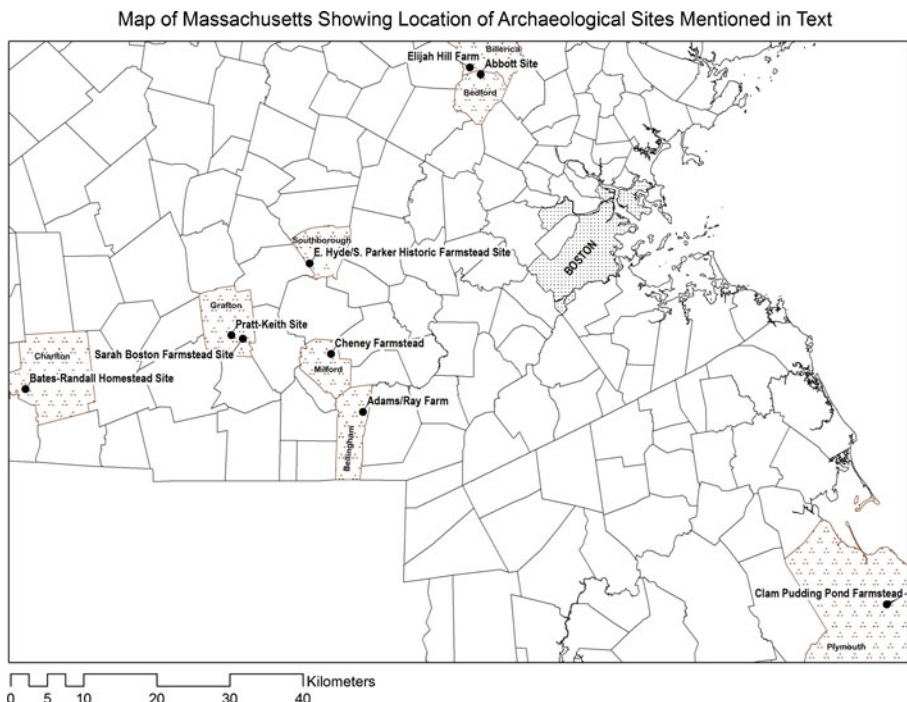 Map of Massachusetts Showing Location of Archaeological Sites Mentioned in Text
Billerica
Elijah Hill Farm
Abbott Site
Bedford
Southborough
E. Hyde/S. Parker Historic Farmstead Site
BOSTON
Grafton
Pratt-Keith Site
Sarah Boston Farmstead Site
Cheney Farmstead
Charlton
Milford
Bates-Randall Homestead Site
Adams/Ray Farm
Bellingham
Clam Pudding Pond Farmstead
Plymouth
Kilometers
0 5 10 20 30 40